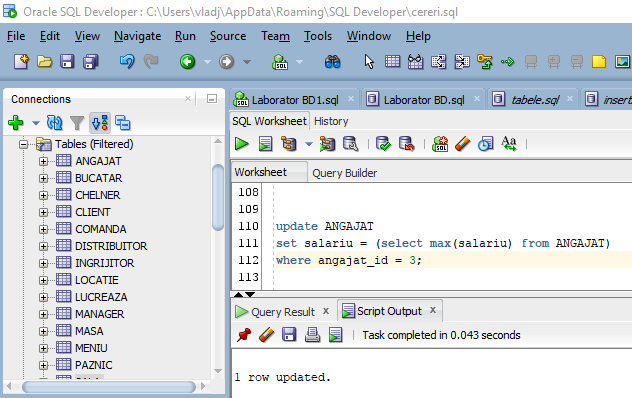 Oracle SQL Developer : C:\Users\vladj\AppData\Roaming\SQL Developer\cereri.sql
File Edit View Navigate Run Source Team Tools Window Help
SQL
Connections
Tables (Filtered)
ANGAJAT
BUCATAR
CHELNER
CLIENT
COMANDA
DISTRIBUITOR
INGRIJITOR
LOCATIE
LUCREAZA
MANAGER
MASA
MENIU
PAZNIC
Laborator BD1.sql Laborator BD.sql tabele.sql insert
SQL Worksheet History
Aa
Worksheet Query Builder
108
109
110 update ANGAJAT
111 set salariu = (select max(salariu) from ANGAJAT)
112 where angajat_id = 3;
113
Query Result x Script Output x
Task completed in 0.043 seconds
1 row updated.